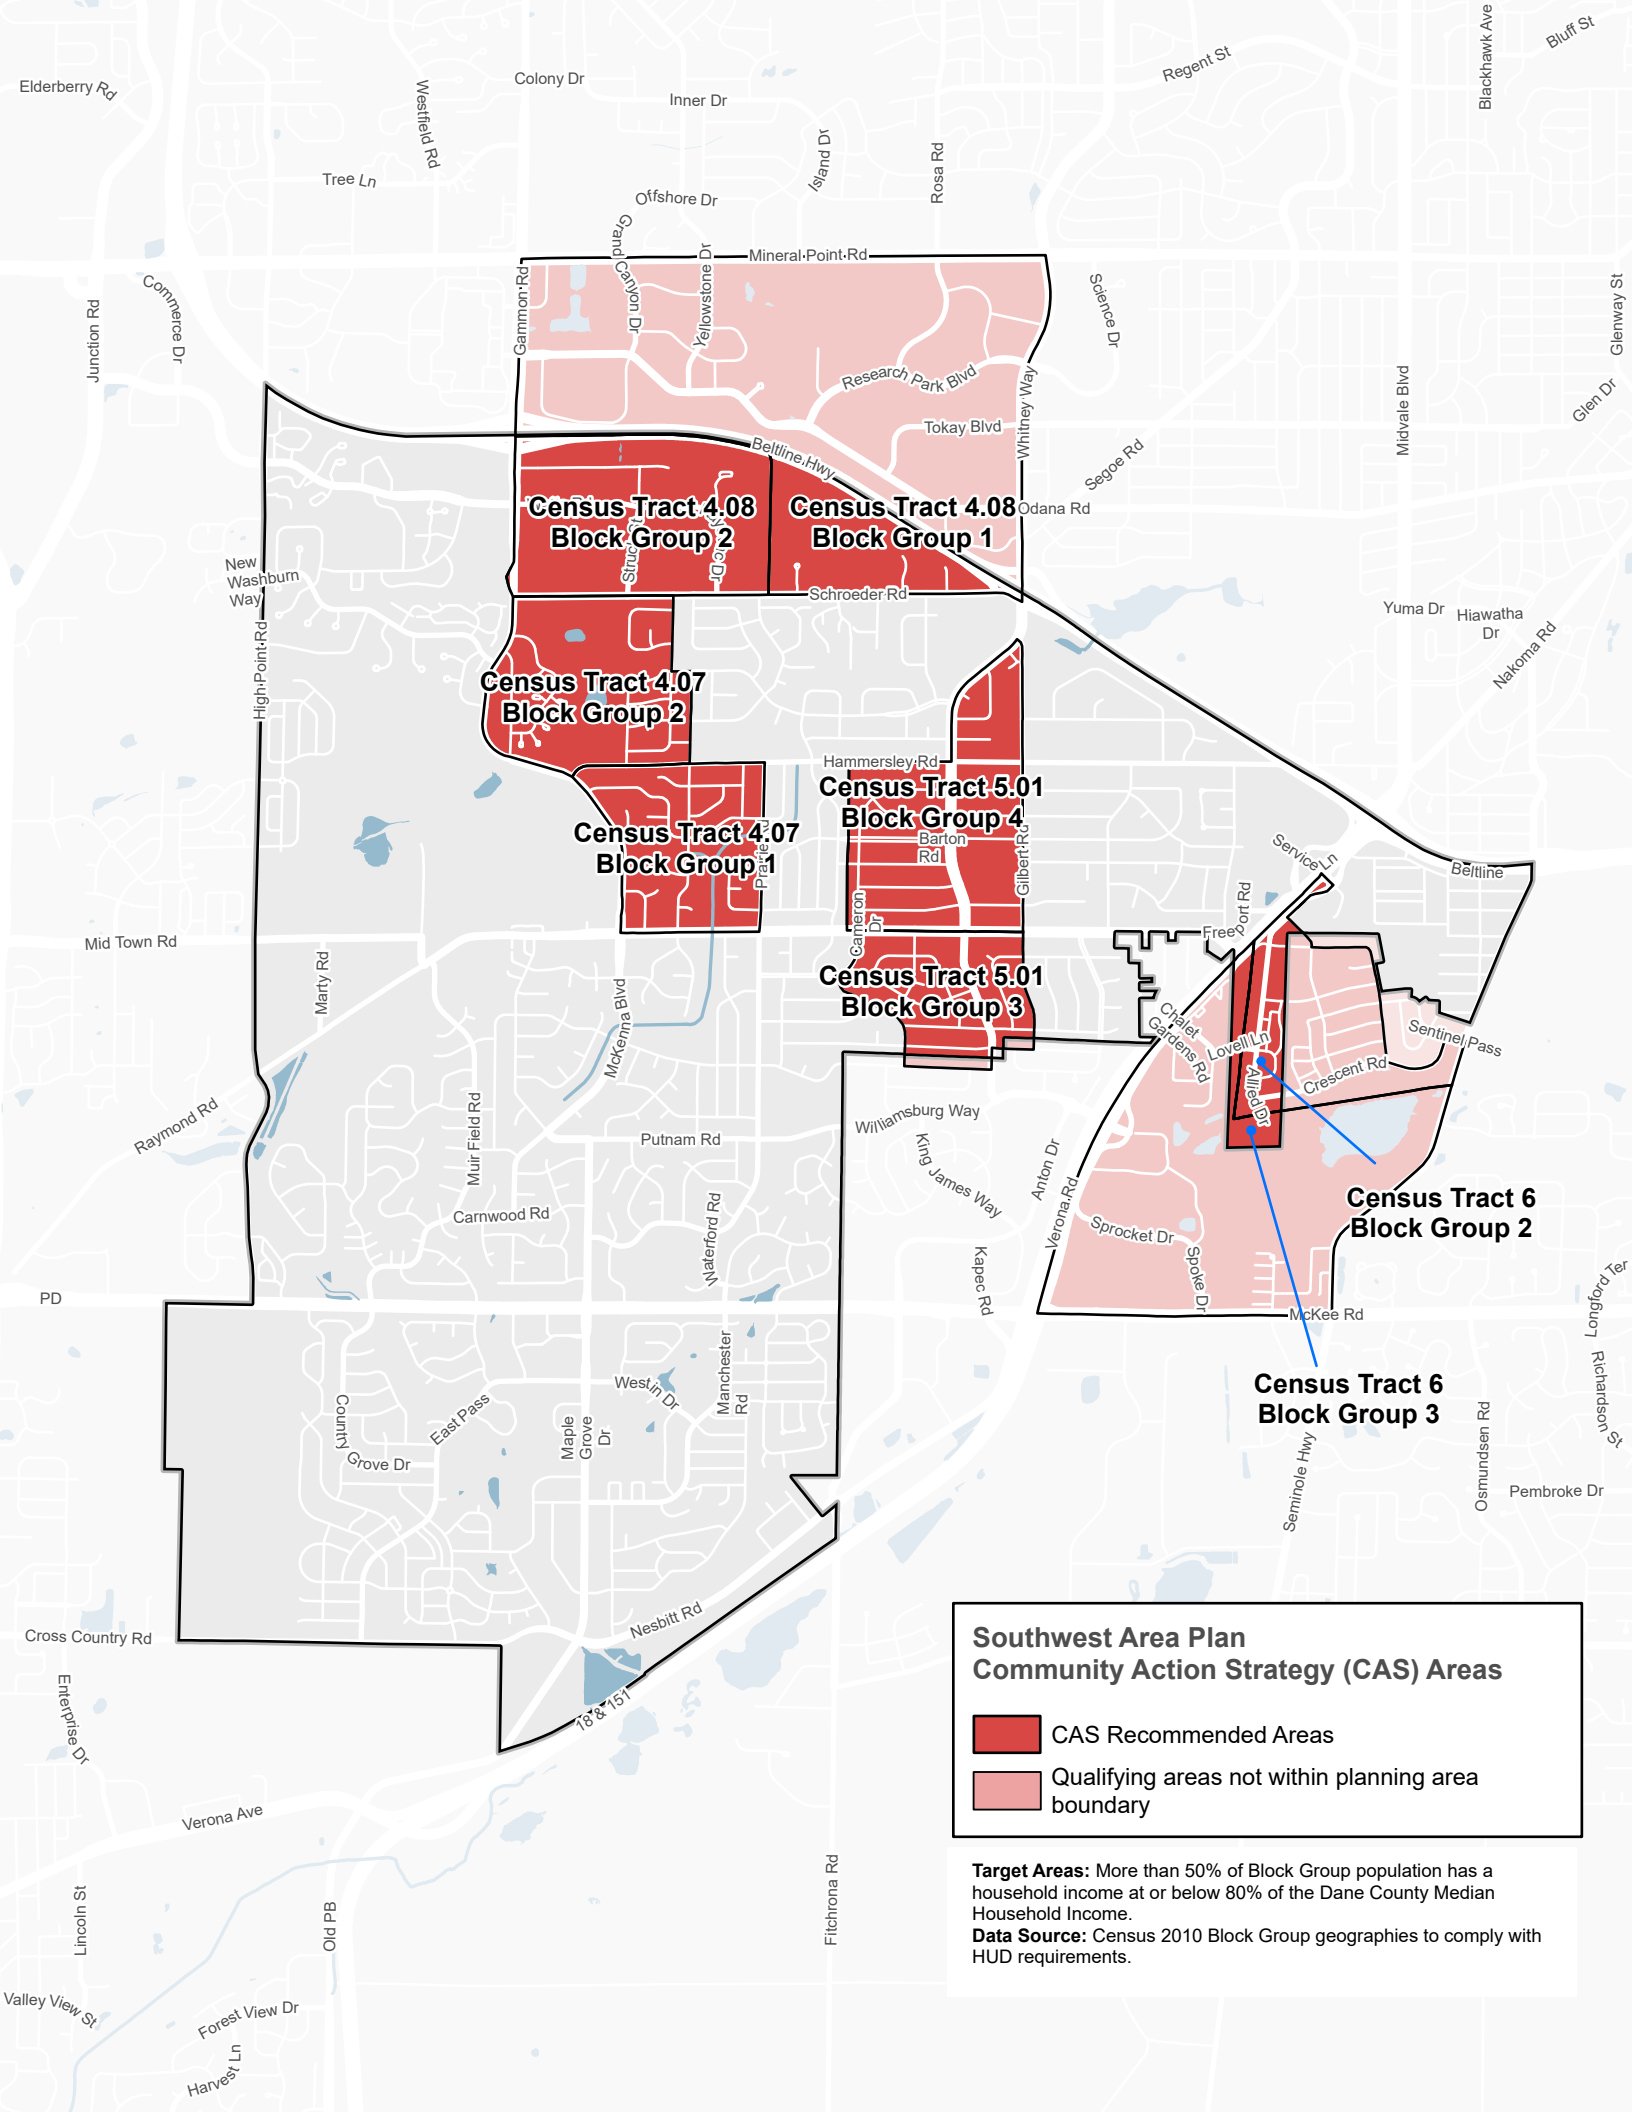 Elderberry Rd
Westfield Rd
Colony Dr
Inner Dr
Island Dr
Regent St
Blackhawk Ave
Bluff St
Tree Ln
Offshore Dr
Rosa Rd
Grand Canyon Dr
Yellowstone Dr
Mineral Point Rd
Gammon Rd
Commerce Dr
Junction Rd
Science Dr
Glenway St
Research Park Blvd
Whitney Way
Midvale Blvd
Glen Dr
Tokay Blvd
Beltline Hwy
Segoe Rd
Odana Rd
Census Tract 4.08
Block Group 2
Census Tract 4.08
Block Group 1
New
Washburn
Way
Schroeder Rd
Yuma Dr
Hiawatha
Dr
Nakoma Rd
High Point Rd
Census Tract 4.07
Block Group 2
Hammersley Rd
Census Tract 5.01
Block Group 4
Census Tract 4.07
Block Group 1
Barton
Rd
Gilbert Rd
Service Ln
Beltline
Freeport Rd
Cameron
Dr
Mid Town Rd
Marty Rd
McKenna Blvd
Census Tract 5.01
Block Group 3
Chalet
Gardens Rd
Lovell Ln
Allied Dr
Crescent Rd
Sentinel Pass
Raymond Rd
Muir Field Rd
Putnam Rd
Williamsburg Way
King James Way
Anton Dr
Verona Rd
Carnwood Rd
Waterford Rd
Sprocket Dr
Spoke Dr
Kapec Rd
Census Tract 6
Block Group 2
PD
McKee Rd
Longford Ter
Richardson St
Manchester
Rd
Westin Dr
East Pass
Country Grove Dr
Maple
Grove
Dr
Census Tract 6
Block Group 3
Seminole Hwy
Osmundsen Rd
Pembroke Dr
Nesbitt Rd
18 & 151
Cross Country Rd
Enterprise Dr
Verona Ave
Lincoln St
Old PB
Fitchrona Rd
Valley View St
Forest View Dr
Harvest Ln
Southwest Area Plan
Community Action Strategy (CAS) Areas
CAS Recommended Areas
Qualifying areas not within planning area
boundary
Target Areas: More than 50% of Block Group population has a
household income at or below 80% of the Dane County Median
Household Income.
Data Source: Census 2010 Block Group geographies to comply with
HUD requirements.